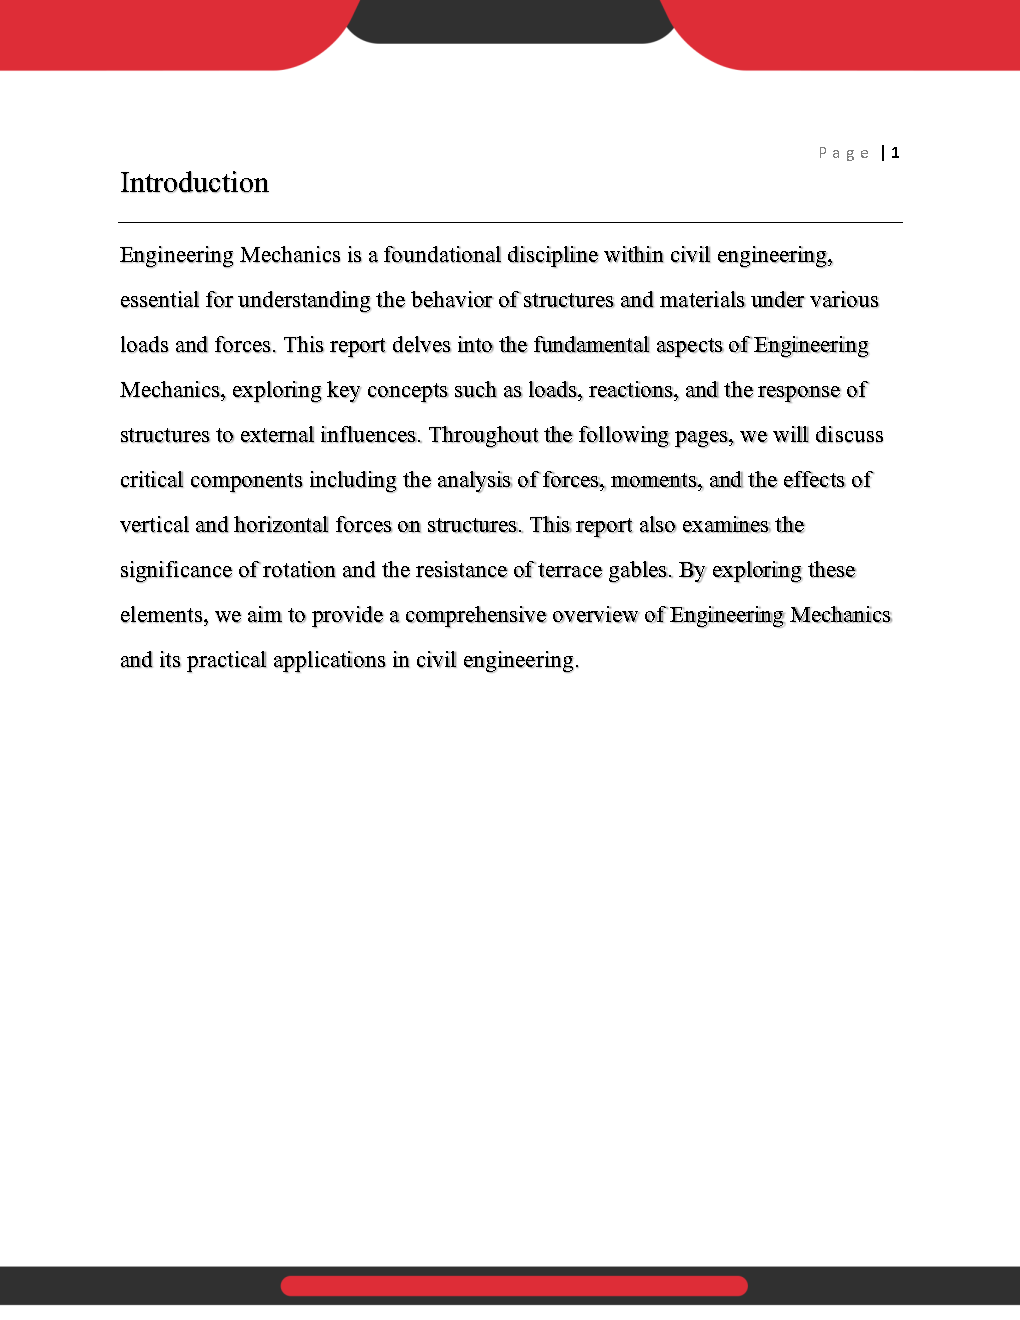 Page | 1
Introduction
Engineering Mechanics is a foundational discipline within civil engineering,
essential for understanding the behavior of structures and materials under various
loads and forces. This report delves into the fundamental aspects of Engineering
Mechanics, exploring key concepts such as loads, reactions, and the response of
structures to external influences. Throughout the following pages, we will discuss
critical components including the analysis of forces, moments, and the effects of
vertical and horizontal forces on structures. This report also examines the
significance of rotation and the resistance of terrace gables. By exploring these
elements, we aim to provide a comprehensive overview of Engineering Mechanics
and its practical applications in civil engineering.